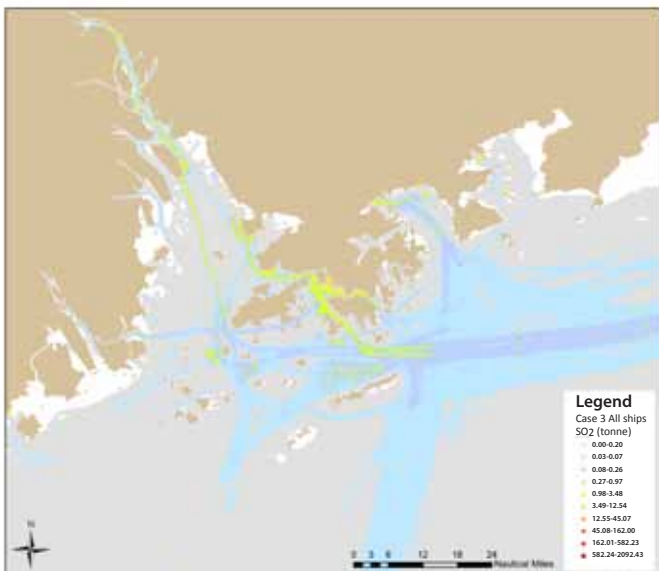 Legend
Case 3 All ships
SO2 (tonne)
0.00-0.20
0.03-0.07
0.08-0.26
0.27-0.97
0.98-3.48
3.49-12.54
12.55-45.07
45.08-162.00
162.01-582.23
582.24-2092.43
N
0 3 6 12 18 24
Nautical Miles